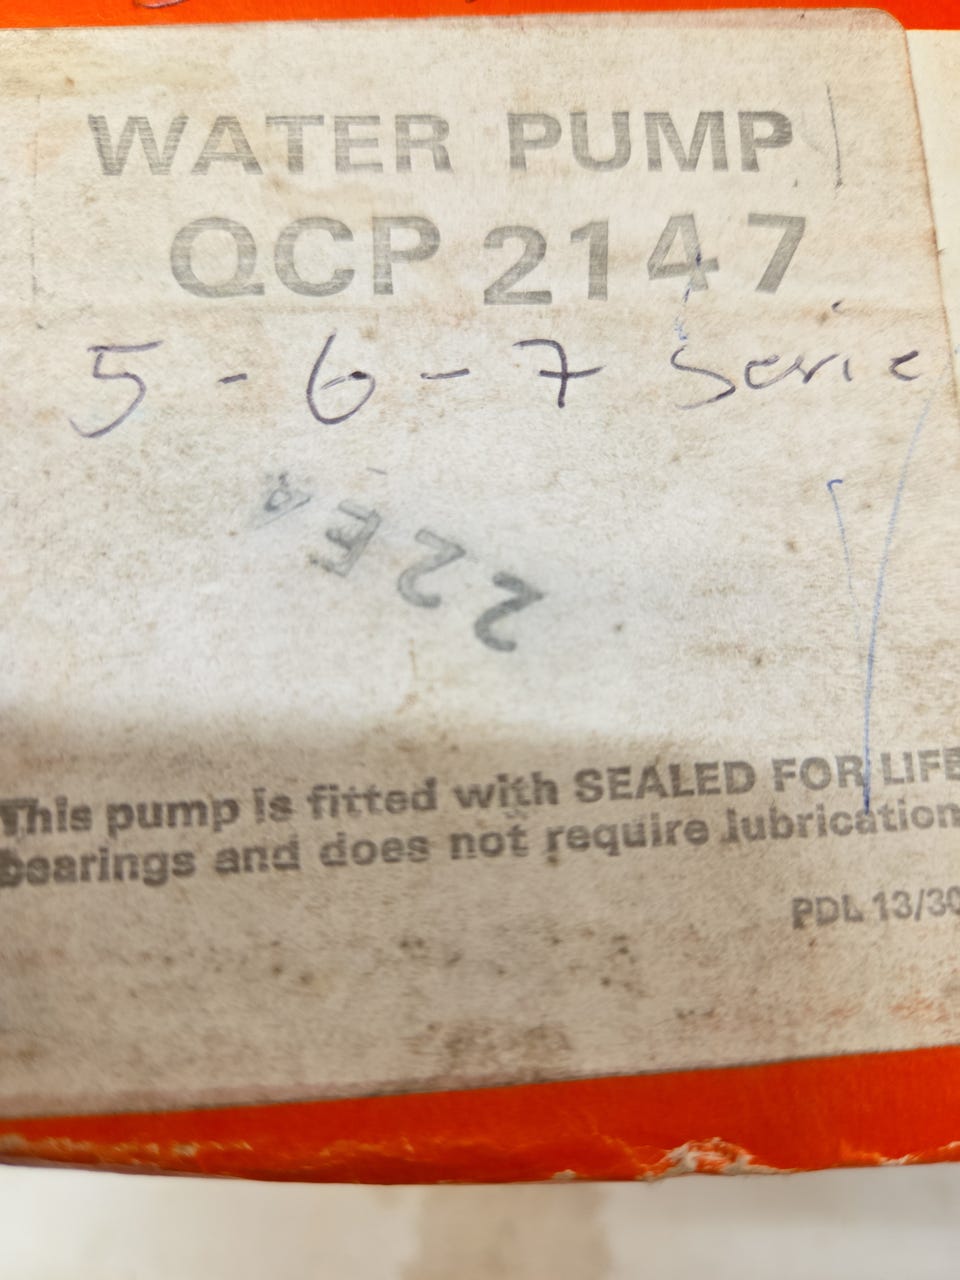 WATER PUMP
QCP 2147
5 - 6 - 7 Serie
22EA
This pump is fitted with SEALED FOR LIFE
bearings and does not require lubrication
PDL 13/30